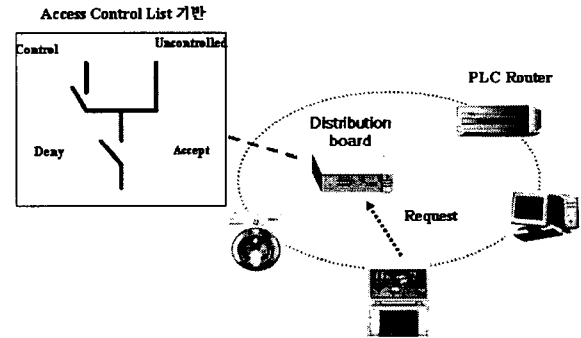 Access Control List 기반
Control
Uncontrolled
Deny
Accept
PLC Router
Distribution
board
Request